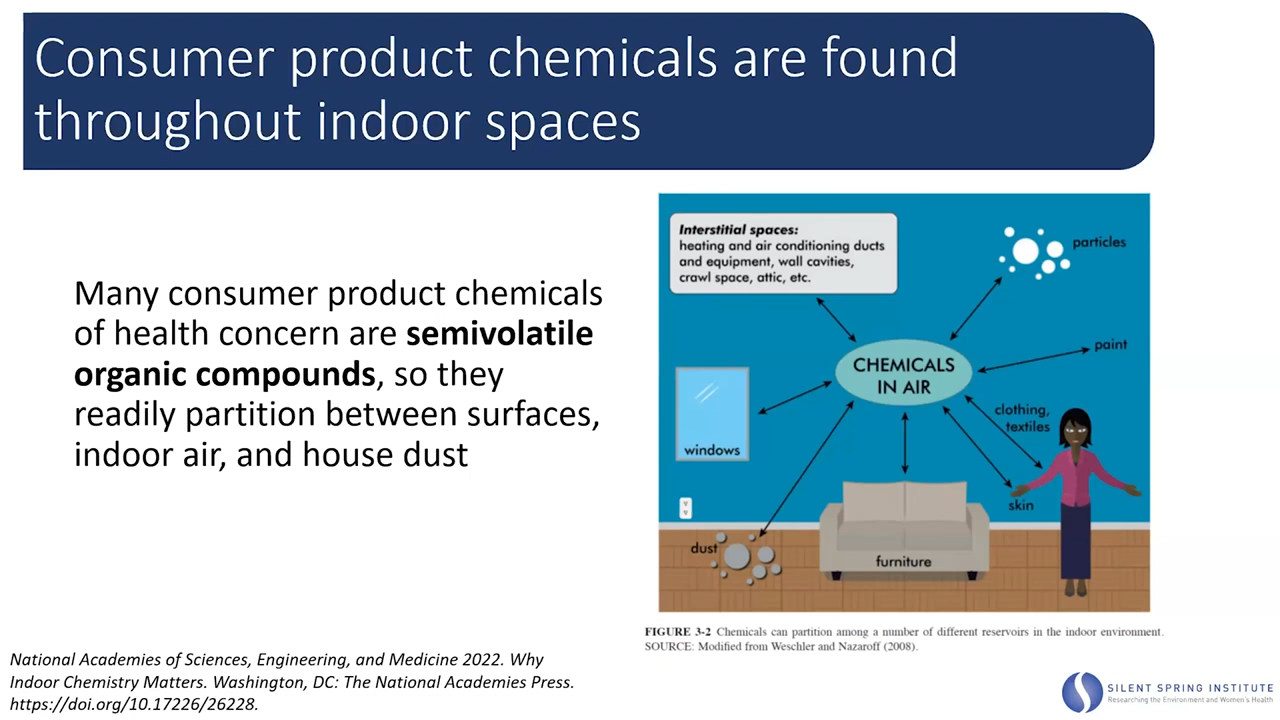 Consumer product chemicals are found
throughout indoor spaces
Many consumer product chemicals
of health concern are semivolatile
organic compounds, so they
readily partition between surfaces,
indoor air, and house dust
Interstitial spaces:
heating and air conditioning ducts
and equipment, wall cavities,
crawl space, attic, etc.
particles
paint
CHEMICALS
IN AIR
clothing,
textiles
windows
skin
dust
furniture
FIGURE 3-2 Chemicals can partition among a number of different reservoirs in the indoor environment.
SOURCE: Modified from Weschler and Nazaroff (2008).
National Academies of Sciences, Engineering, and Medicine 2022. Why
Indoor Chemistry Matters. Washington, DC: The National Academies Press.
https://doi.org/10.17226/26228.
SILENT SPRING INSTITUTE
Researching the Environment and Women's Health